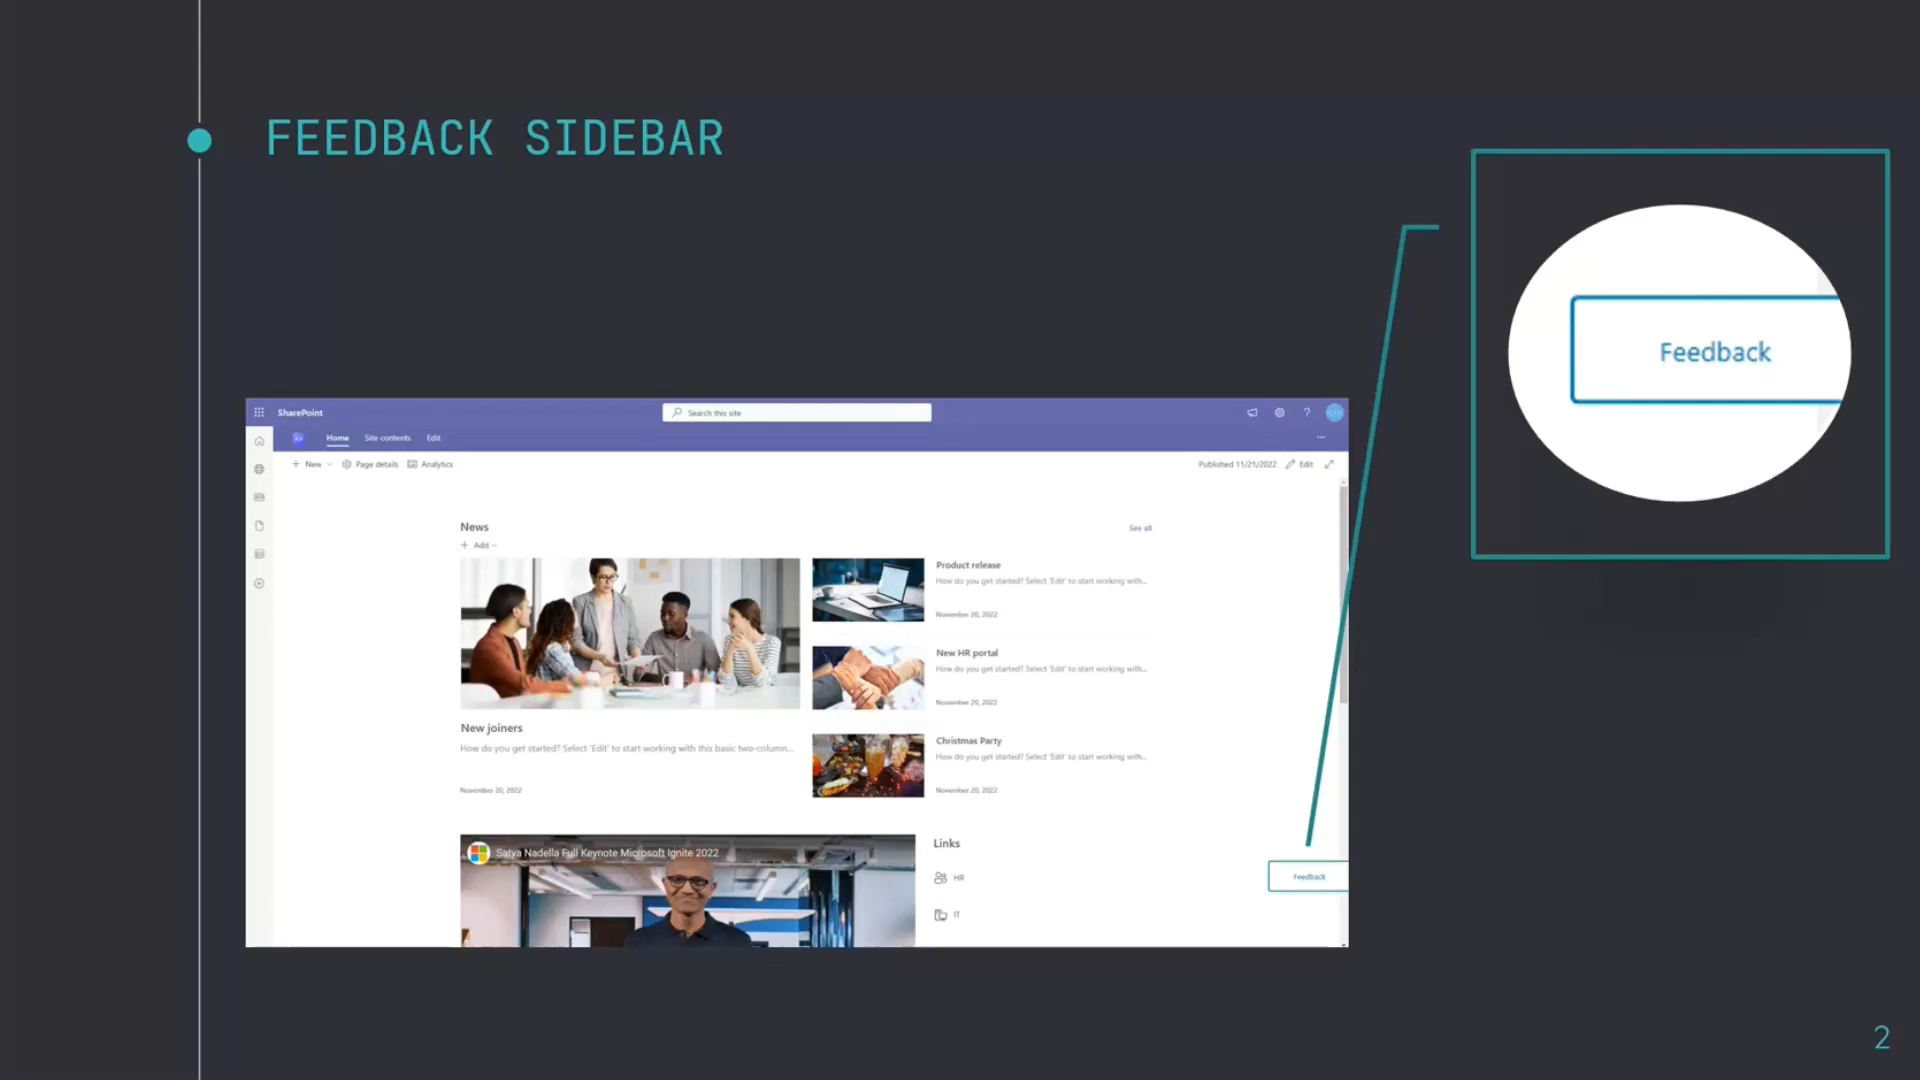 FEEDBACK SIDEBAR
Feedback
SharePoint
Search this site
?
Home Site contents Edit
+ New Page details Analytics
Published 11/21/2022 Edit
News
See all
+ Add
Product release
How do you get started? Select 'Edit' to start working with...
November 20, 2022
New HR portal
How do you get started? Select 'Edit' to start working with...
November 20, 2022
New joiners
How do you get started? Select 'Edit' to start working with this basic two-column...
November 20, 2022
Christmas Party
How do you get started? Select 'Edit' to start working with...
November 20, 2022
Satya Nadella Full Keynote Microsoft Ignite 2022
Links
HR
IT
Feedback
2